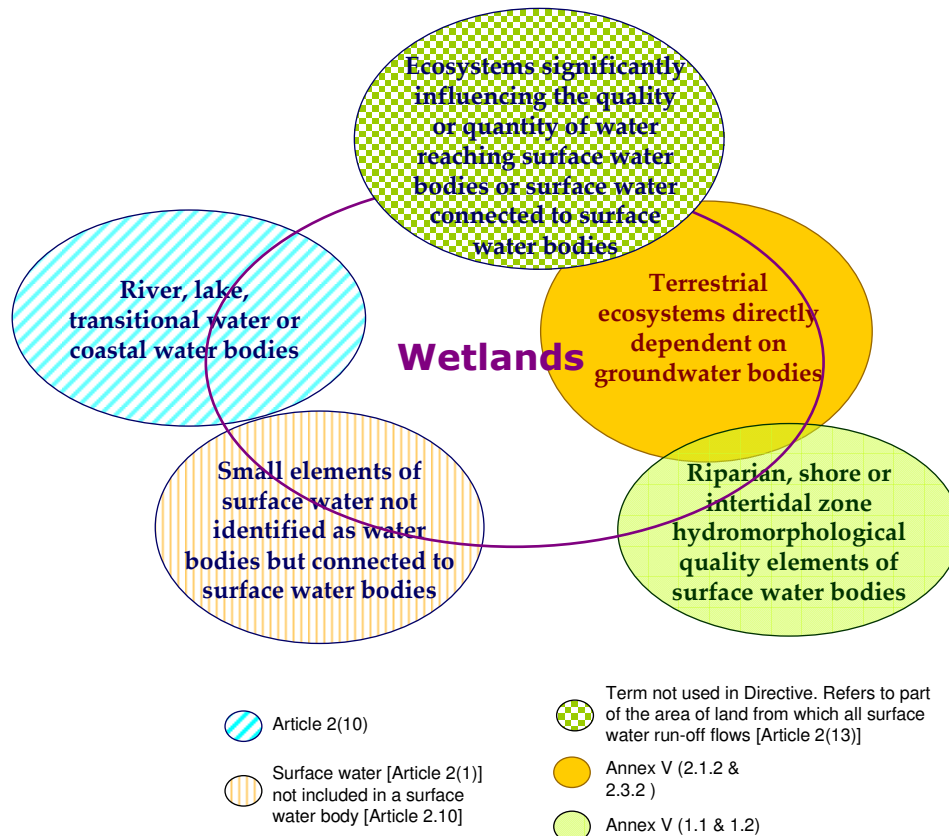 Ecosystems significantly
influencing the quality
or quantity of water
reaching surface water
bodies or surface water
connected to surface
water bodies
River, lake,
transitional water or
coastal water bodies
Terrestrial
ecosystems directly
dependent on
groundwater bodies
Wetlands
Small elements of
surface water not
identified as water
bodies but connected to
surface water bodies
Riparian, shore or
intertidal zone
hydromorphological
quality elements of
surface water bodies
Article 2(10)
Surface water [Article 2(1)]
not included in a surface
water body [Article 2.10]
Term not used in Directive. Refers to part
of the area of land from which all surface
water run-off flows [Article 2(13)]
Annex V (2.1.2 &
2.3.2 )
Annex V (1.1 & 1.2)